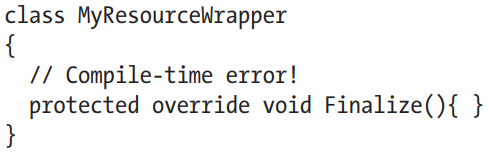 class MyResourceWrapper
{
  // Compile-time error!
  protected override void Finalize(){ }
}